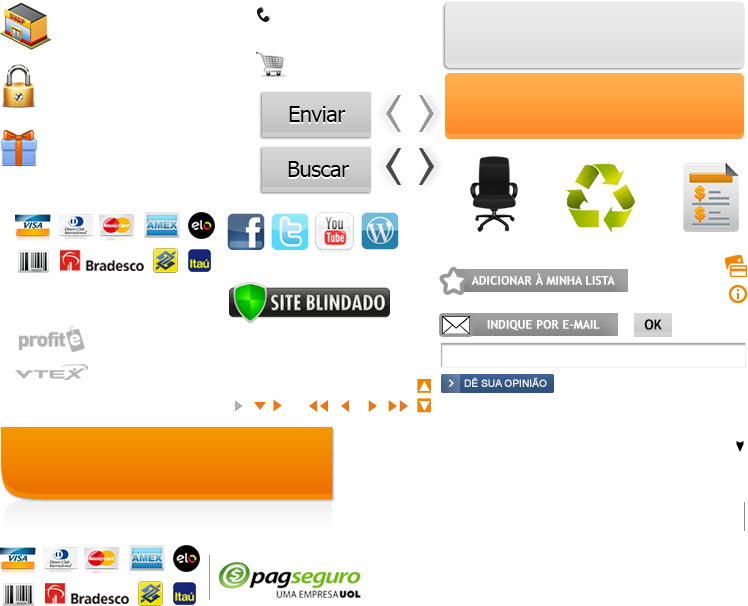 SHOP
Enviar
Buscar
VISA
Diners Club
International
MasterCard
AMEX
elo
You
Tube
Bradesco
Itaú
SITE BLINDADO
ADICIONAR À MINHA LISTA
INDIQUE POR E-MAIL
OK
profite
VTEX
DÊ SUA OPINIÃO
VISA
Diners Club
International
MasterCard
AMEX
elo
Bradesco
Itaú
pagseguro
UMA EMPRESA UOL